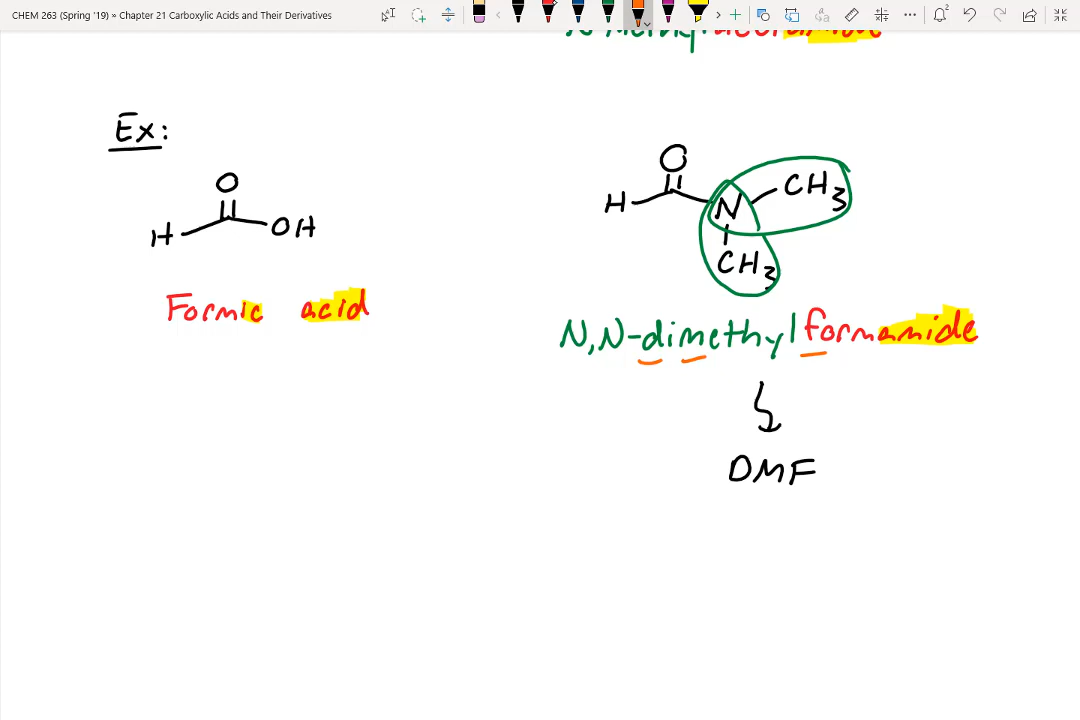 CHEM 263 (Spring '19) » Chapter 21 Carboxylic Acids and Their Derivatives
2
Ex:
O
H
OH
Formic acid
O
H
N
CH3
CH3
N,N-dimethylformamide
DMF